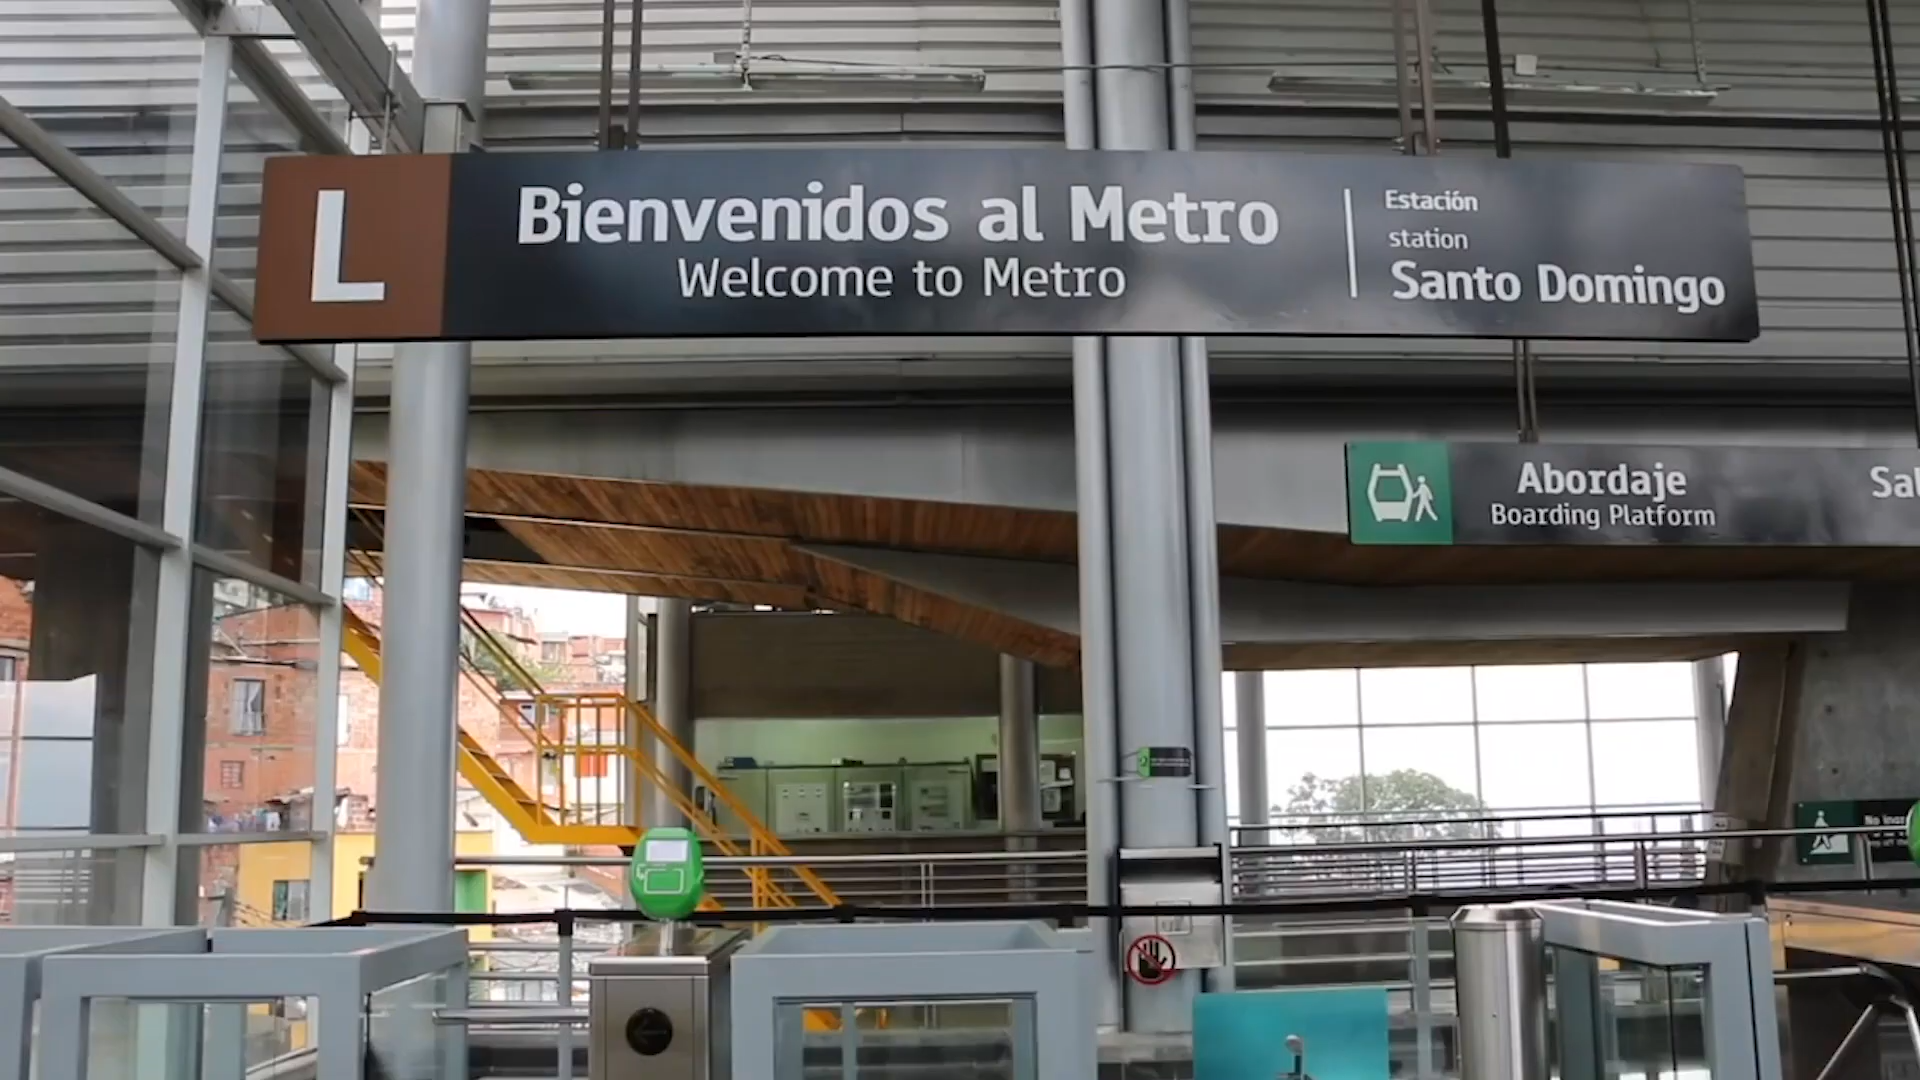 L
Bienvenidos al Metro
Welcome to Metro
Estación
station
Santo Domingo
Abordaje
Boarding Platform